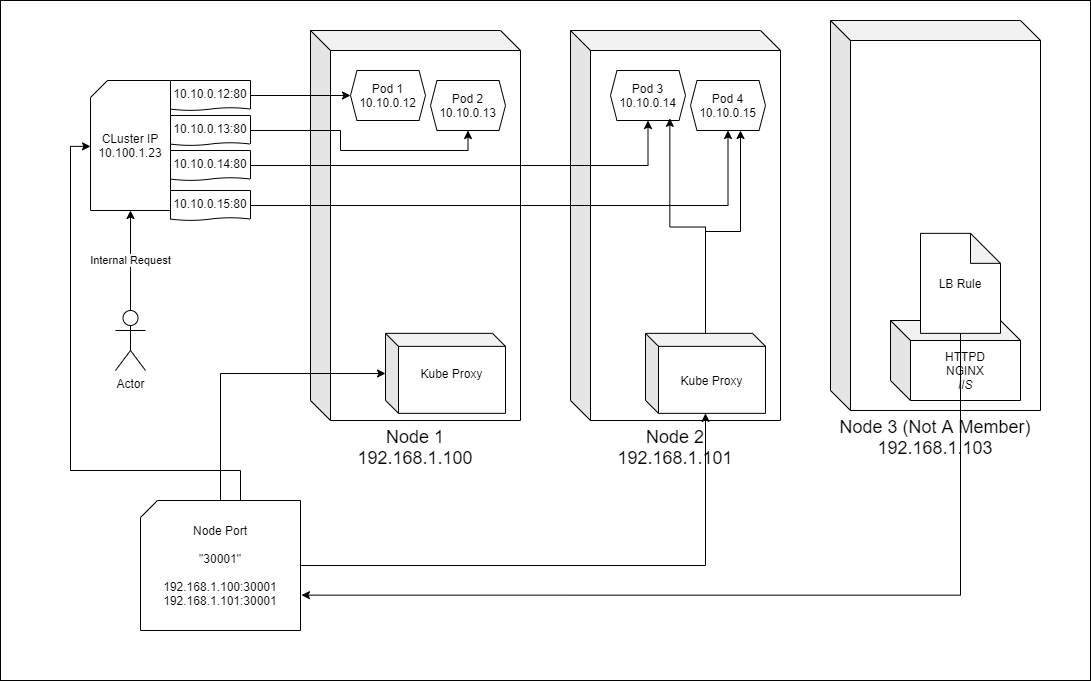 Pod 1
10.10.0.12
Pod 2
10.10.0.13
Pod 3
10.10.0.14
Pod 4
10.10.0.15
CLuster IP
10.100.1.23
10.10.0.12:80
10.10.0.13:80
10.10.0.14:80
10.10.0.15:80
Internal Request
Actor
LB Rule
HTTPD
NGINX
IIS
Kube Proxy
Kube Proxy
Node 1
192.168.1.100
Node 2
192.168.1.101
Node 3 (Not A Member)
192.168.1.103
Node Port
"30001"
192.168.1.100:30001
192.168.1.101:30001